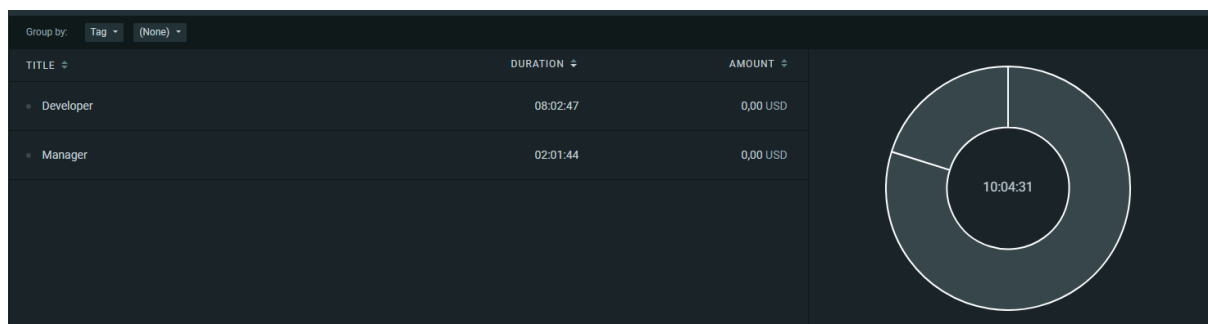 Group by: Tag (None)
TITLE DURATION AMOUNT
Developer 08:02:47 0,00 USD
Manager 02:01:44 0,00 USD
10:04:31